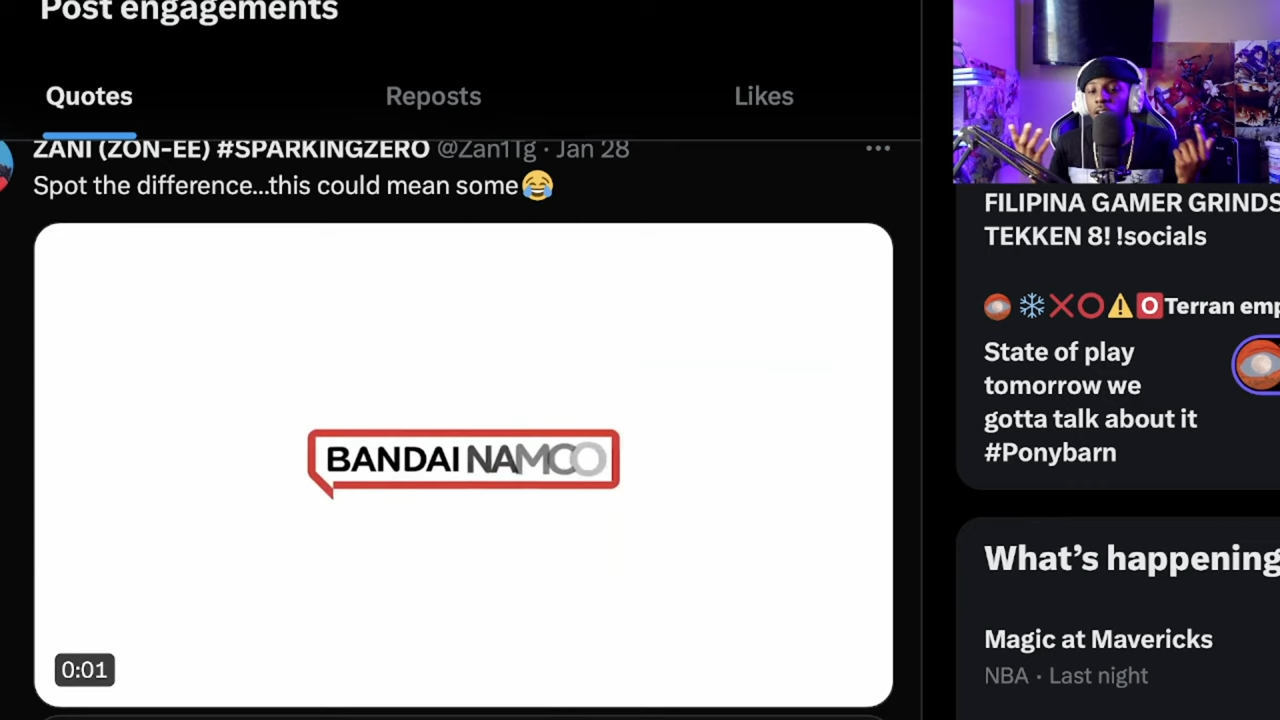 Post engagements
Quotes
Reposts
Likes
ZANI (ZON-EE) #SPARKINGZERO @Zan1Tg · Jan 28
Spot the difference...this could mean some😂
BANDAI NAMCO
0:01
FILIPINA GAMER GRINDS
TEKKEN 8! !socials
❄️❌⭕⚠️🅾️Terran emp
State of play
tomorrow we
gotta talk about it
#Ponybarn
What's happening
Magic at Mavericks
NBA · Last night